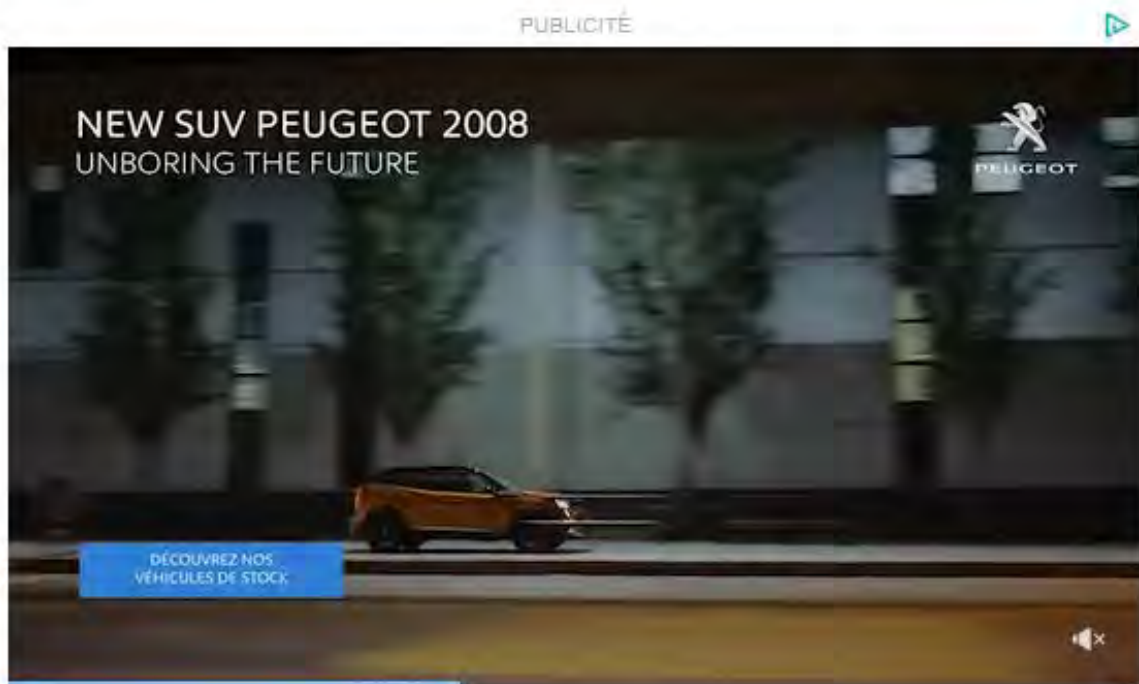 PUBLICITÉ
NEW SUV PEUGEOT 2008
UNBORING THE FUTURE
PEUGEOT
DÉCOUVREZ NOS
VÉHICULES DE STOCK